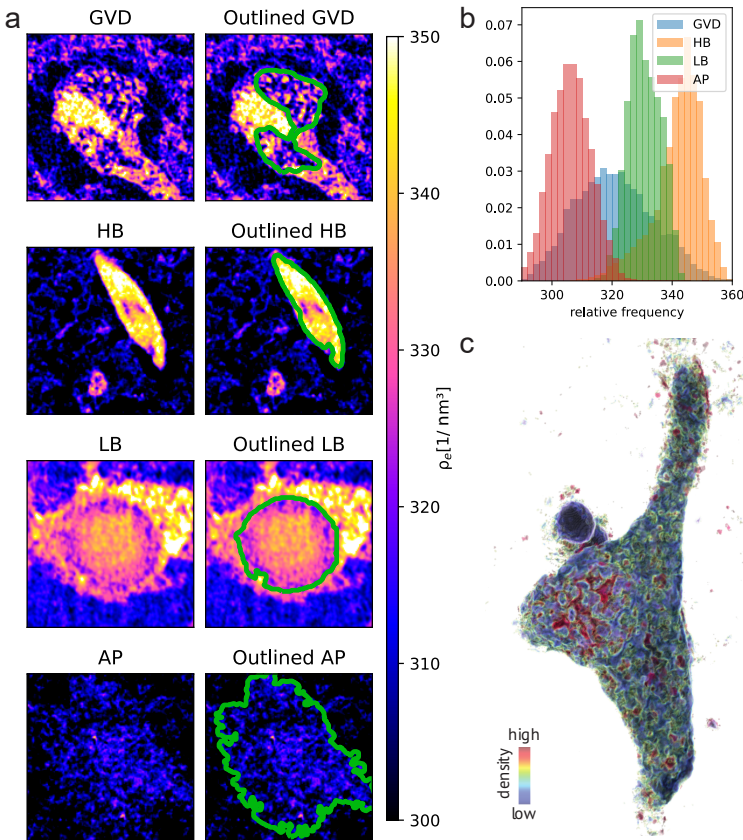 a
GVD
Outlined GVD
HB
Outlined HB
LB
Outlined LB
AP
Outlined AP
350
340
330
320
310
300
ρe[1/ nm³]
b
0.07
0.06
0.05
0.04
0.03
0.02
0.01
0.00
300
320
340
360
relative frequency
GVD
HB
LB
AP
c
high
density
low